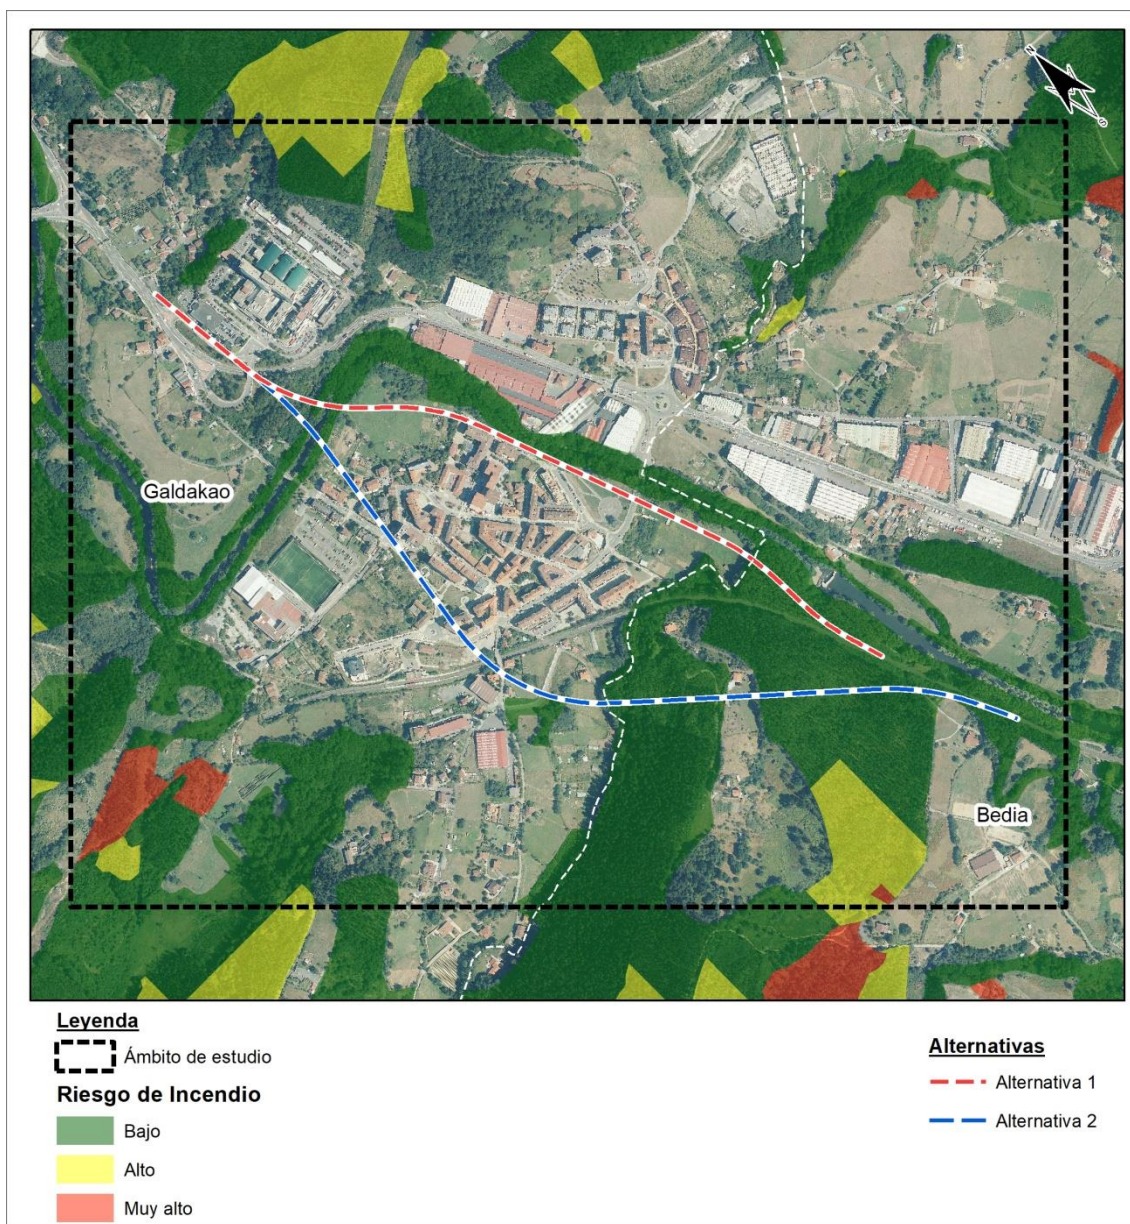 N
S
Galdakao
Bedia
Leyenda
Ámbito de estudio
Riesgo de Incendio
Bajo
Alto
Muy alto
Alternativas
Alternativa 1
Alternativa 2